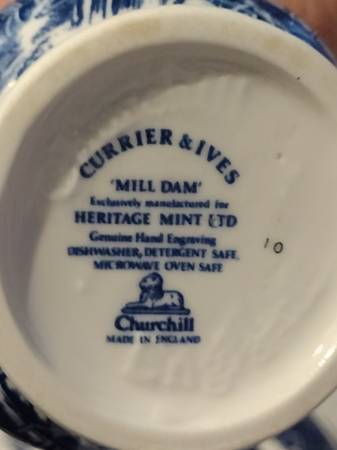 CURRIER & IVES
'MILL DAM'
Exclusively manufactured for
HERITAGE MINT LTD
Genuine Hand Engraving
DISHWASHER, DETERGENT SAFE.
MICROWAVE OVEN SAFE
Churchill
MADE IN ENGLAND
10